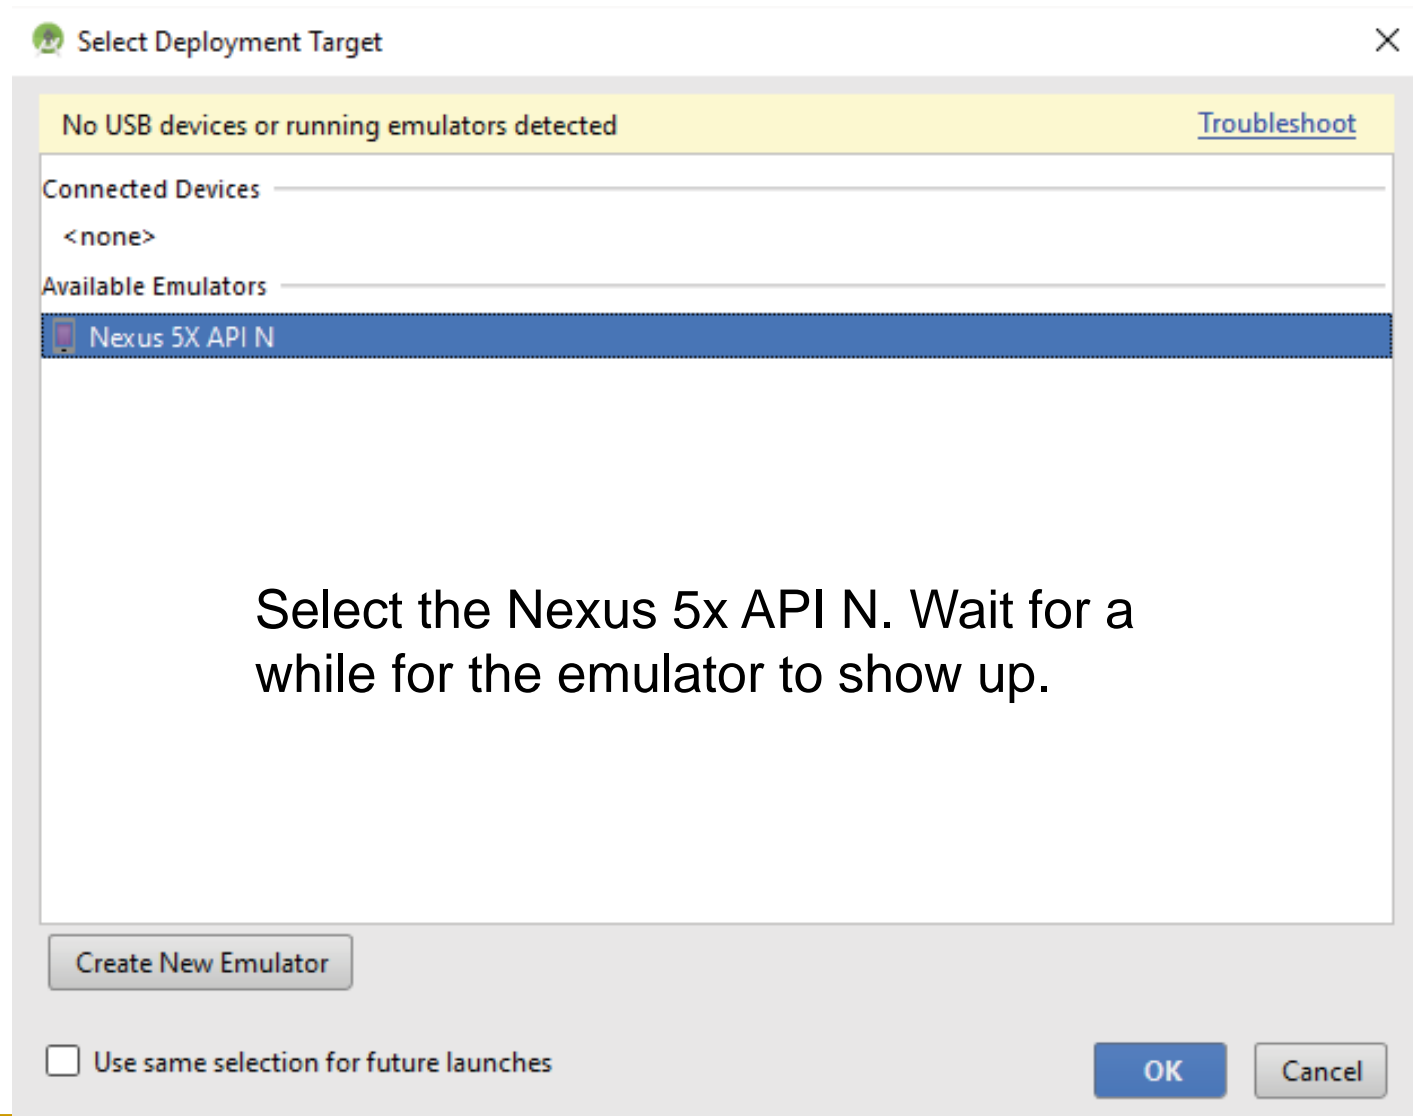 Select Deployment Target
No USB devices or running emulators detected Troubleshoot
Connected Devices
<none>
Available Emulators
Nexus 5X API N
Select the Nexus 5x API N. Wait for a
while for the emulator to show up.
Create New Emulator
Use same selection for future launches
OK Cancel